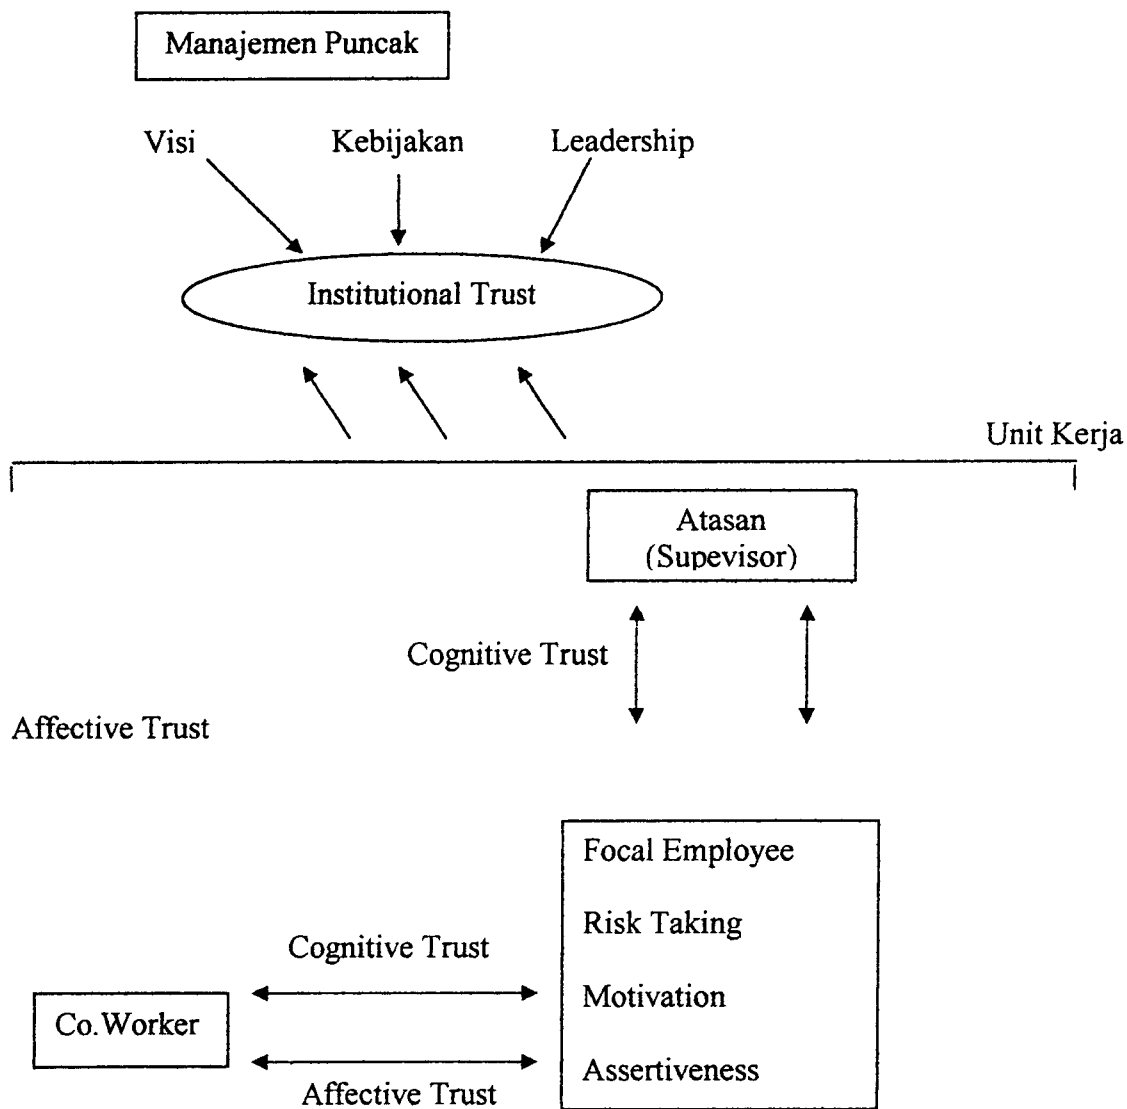 Manajemen Puncak
Visi Kebijakan Leadership
Institutional Trust
Unit Kerja
Atasan
(Supevisor)
Cognitive Trust
Affective Trust
Focal Employee
Risk Taking
Cognitive Trust
Motivation
Co.Worker
Assertiveness
Affective Trust